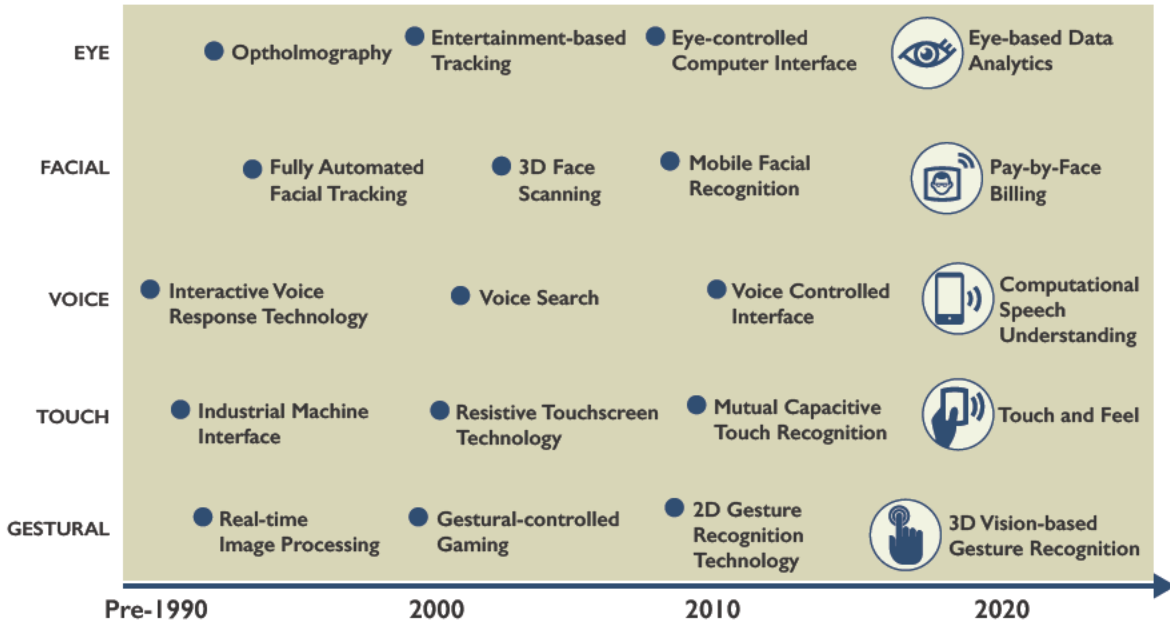 EYE
Optholmography
Entertainment-based
Tracking
Eye-controlled
Computer Interface
Eye-based Data
Analytics
FACIAL
Fully Automated
Facial Tracking
3D Face
Scanning
Mobile Facial
Recognition
Pay-by-Face
Billing
VOICE
Interactive Voice
Response Technology
Voice Search
Voice Controlled
Interface
Computational
Speech
Understanding
TOUCH
Industrial Machine
Interface
Resistive Touchscreen
Technology
Mutual Capacitive
Touch Recognition
Touch and Feel
GESTURAL
Real-time
Image Processing
Gestural-controlled
Gaming
2D Gesture
Recognition
Technology
3D Vision-based
Gesture Recognition
Pre-1990
2000
2010
2020